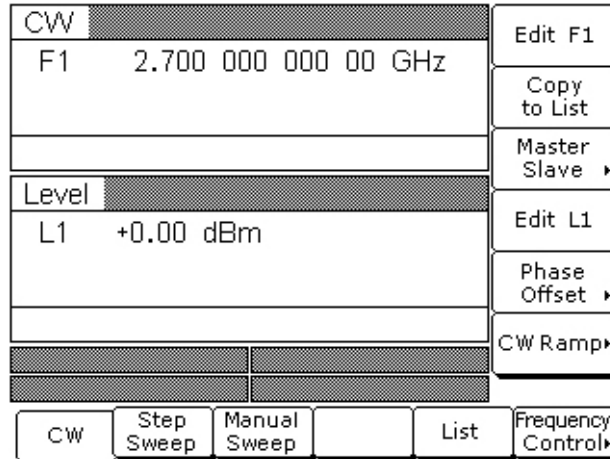 CW
F1 2.700 000 000 00 GHz
Level
L1 +0.00 dBm
Edit F1
Copy
to List
Master
Slave
Edit L1
Phase
Offset
CW Ramp
CW
Step
Sweep
Manual
Sweep
List
Frequency
Control